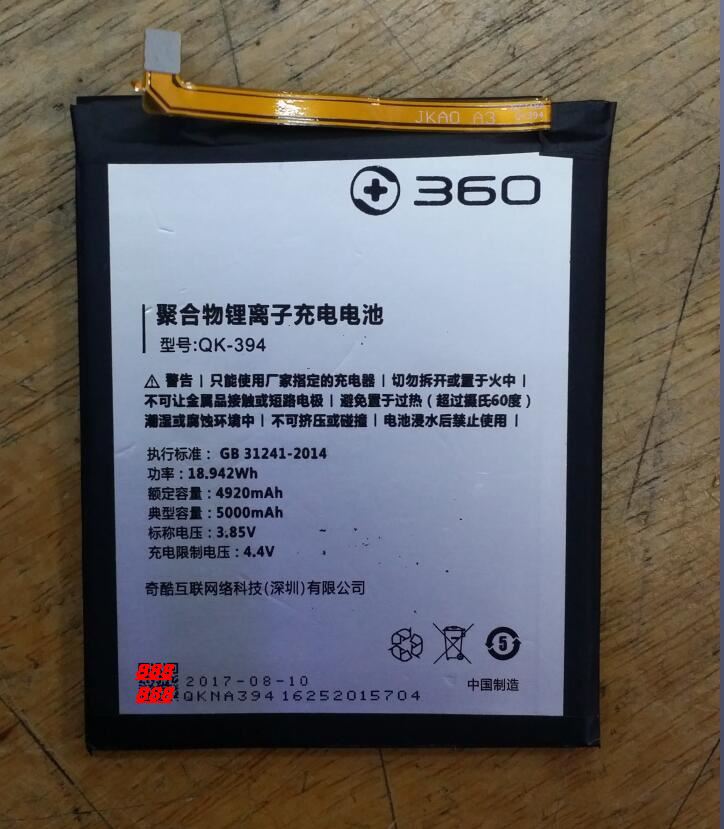 JKAO A3
360
聚合物锂离子充电电池
型号:QK-394
警告 | 只能使用厂家指定的充电器 | 切勿拆开或置于火中 |
不可让金属品接触或短路电极 | 避免置于过热（超过摄氏60度）
潮湿或腐蚀环境中 | 不可挤压或碰撞 | 电池浸水后禁止使用 |
执行标准： GB 31241-2014
功率：18.942Wh
额定容量：4920mAh
典型容量：5000mAh
标称电压：3.85V
充电限制电压：4.4V
奇酷互联网络科技(深圳)有限公司
5
中国制造
2017-08-10
QKNA394 16252015704